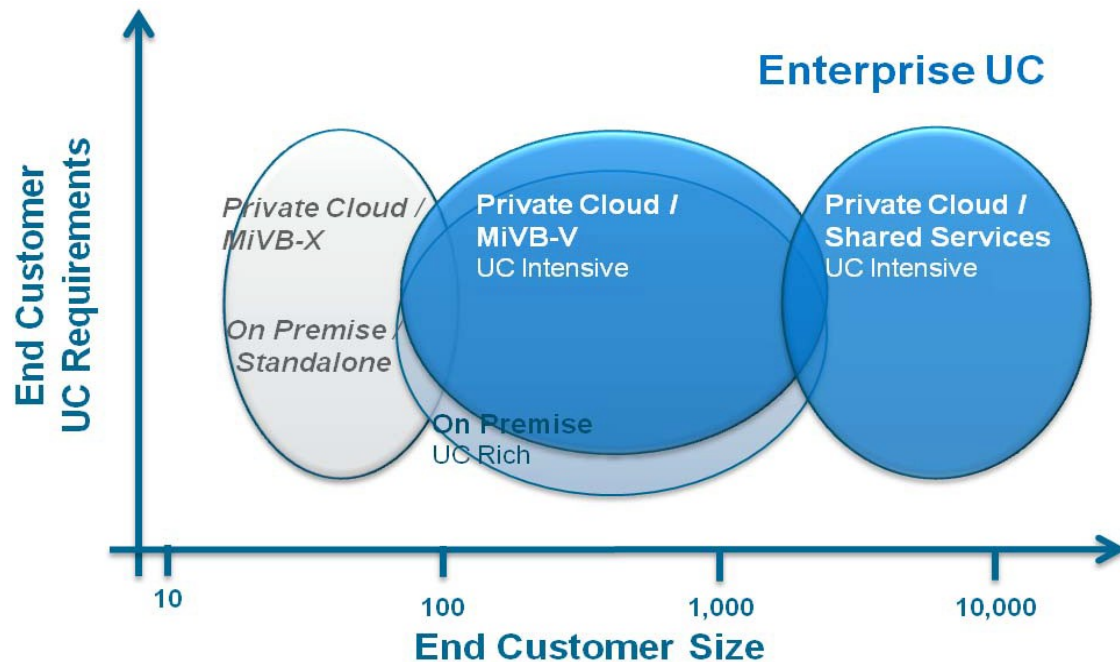 Enterprise UC
End Customer
UC Requirements
Private Cloud /
MiVB-X
On Premise /
Standalone
Private Cloud /
MiVB-V
UC Intensive
On Premise
UC Rich
Private Cloud /
Shared Services
UC Intensive
10
100
1,000
10,000
End Customer Size